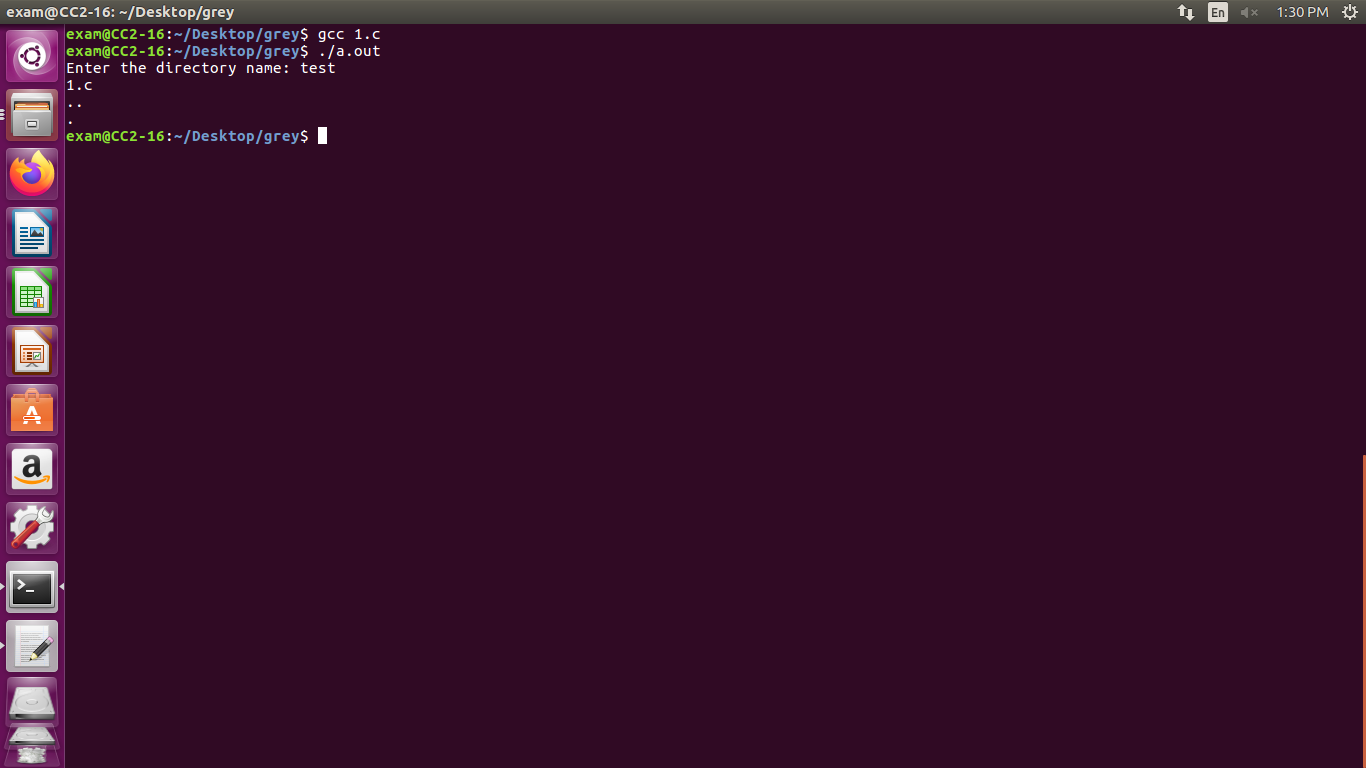 exam@CC2-16: ~/Desktop/grey
En
1:30 PM
exam@CC2-16:~/Desktop/grey$ gcc 1.c
exam@CC2-16:~/Desktop/grey$ ./a.out
Enter the directory name: test
1.c
..
.
exam@CC2-16:~/Desktop/grey$